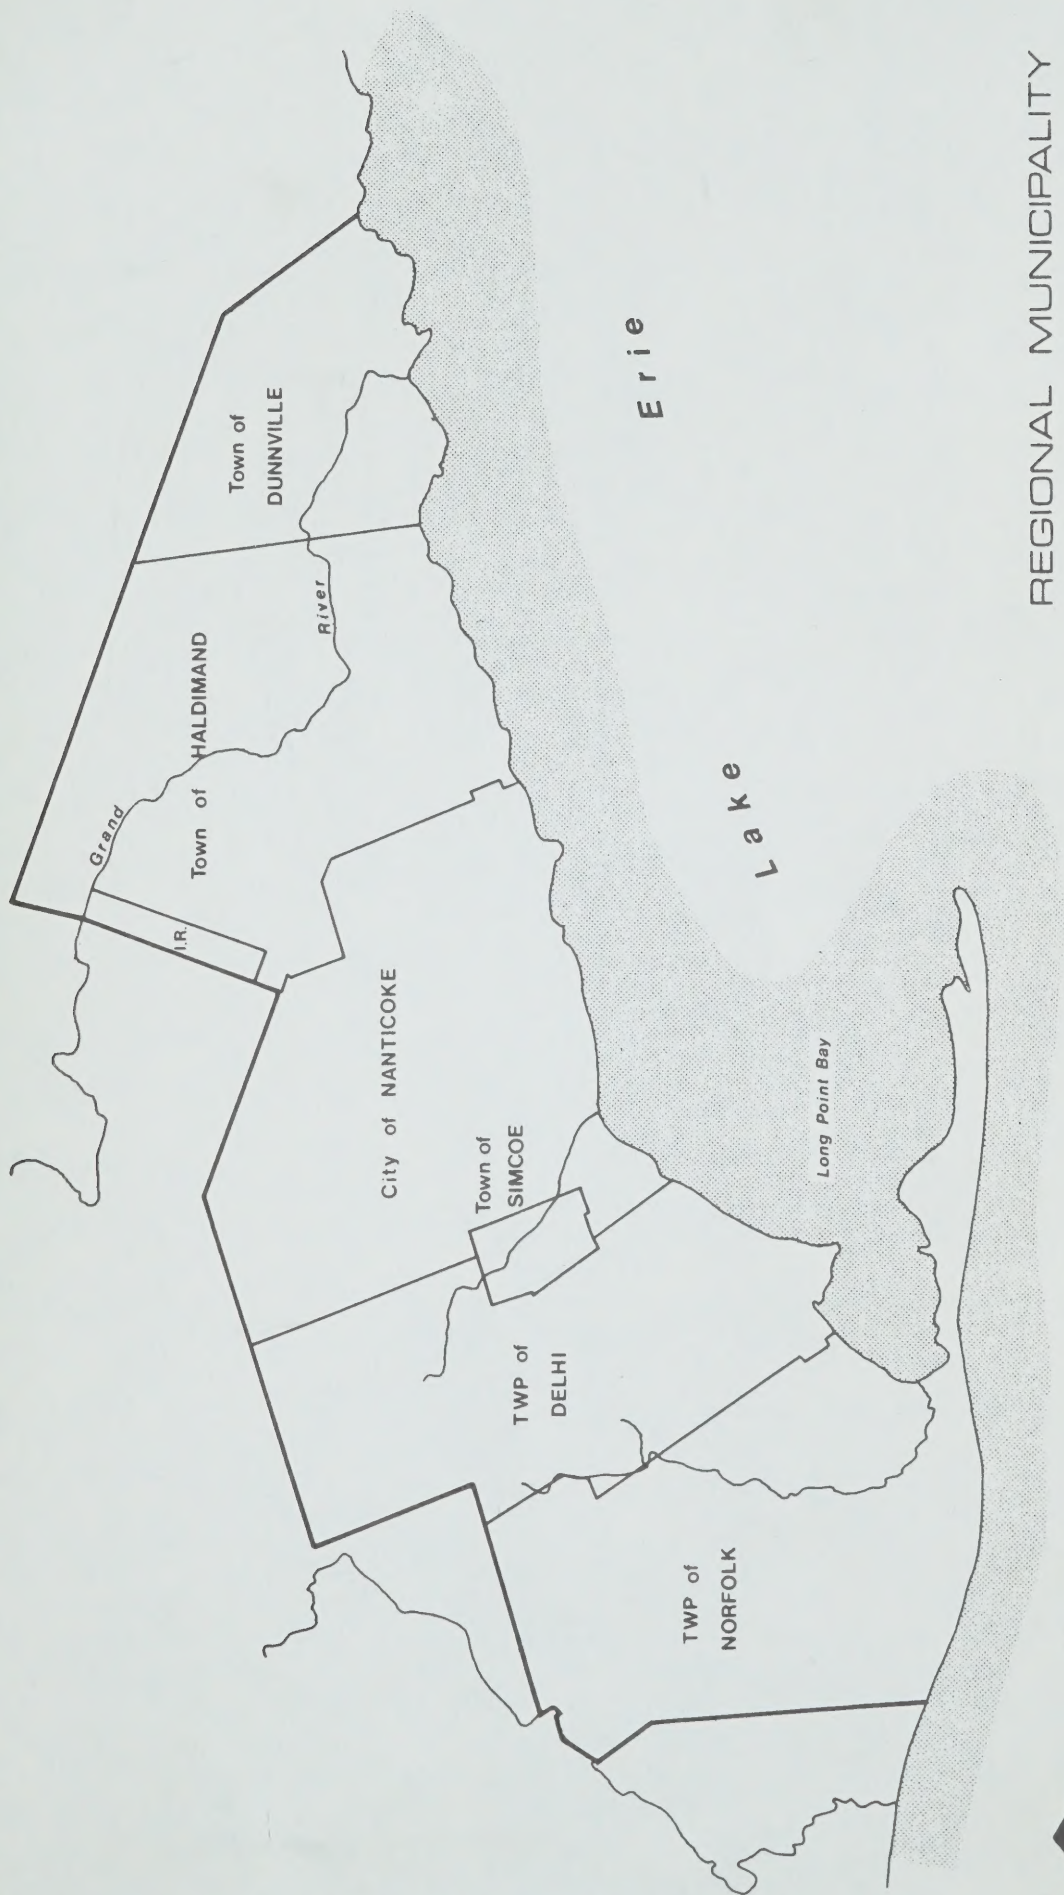 Grand
River
Town of HALDIMAND
I.R.
Town of
DUNNVILLE
City of NANTICOKE
Town of
SIMCOE
TWP of
DELHI
TWP of
NORFOLK
Long Point Bay
Lake Erie
REGIONAL MUNICIPALITY